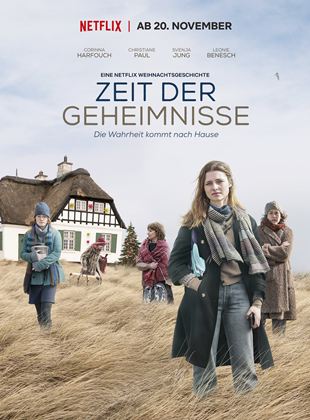 NETFLIX | AB 20. NOVEMBER
CORINNA HARFOUCH
CHRISTIANE PAUL
SVENJA JUNG
LEONIE BENESCH
EINE NETFLIX WEIHNACHTSGESCHICHTE
ZEIT DER
GEHEIMNISSE
Die Wahrheit kommt nach Hause